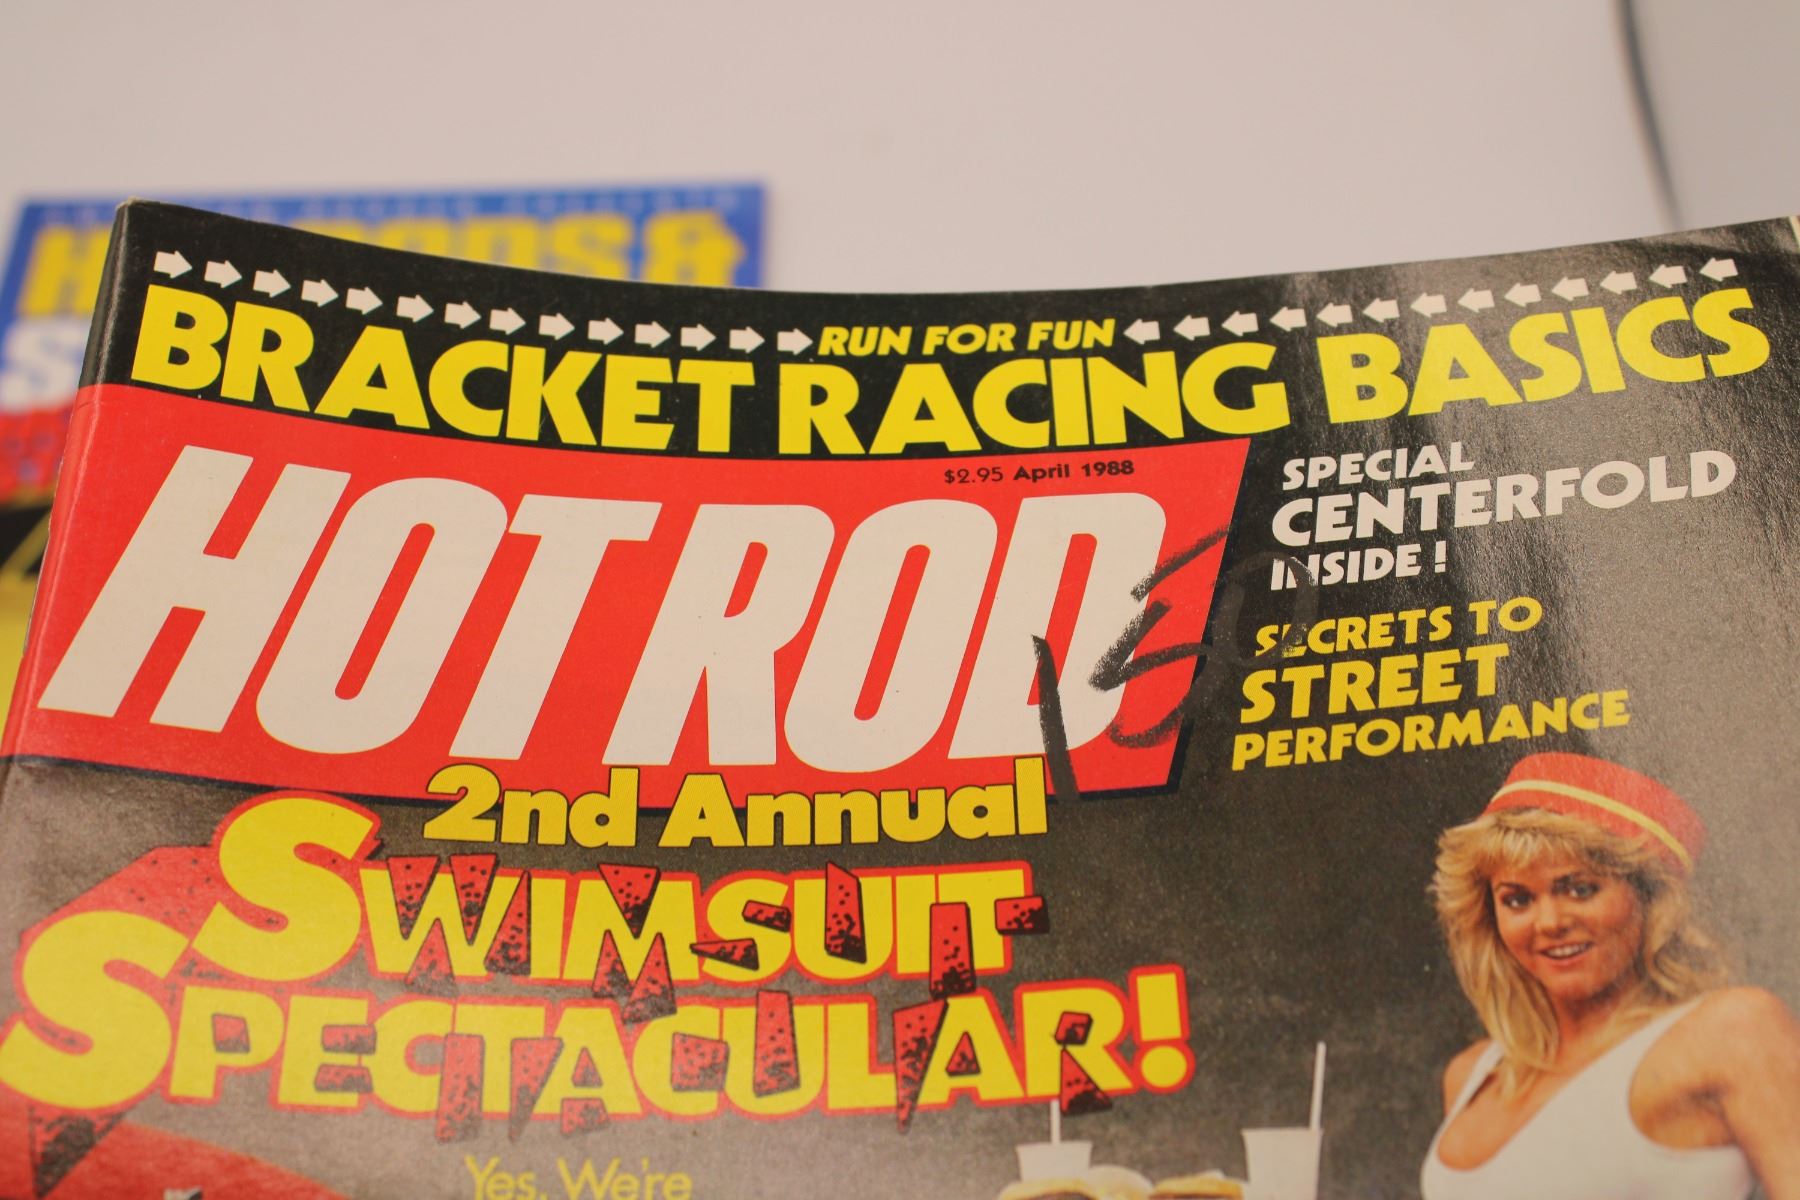 RUN FOR FUN
BRACKET RACING BASICS
$2.95 April 1988
HOT ROD
SPECIAL
CENTERFOLD
INSIDE!
SECRETS TO
STREET
PERFORMANCE
2nd Annual
SWIMSUIT
SPECTACULAR!
Yes, We're